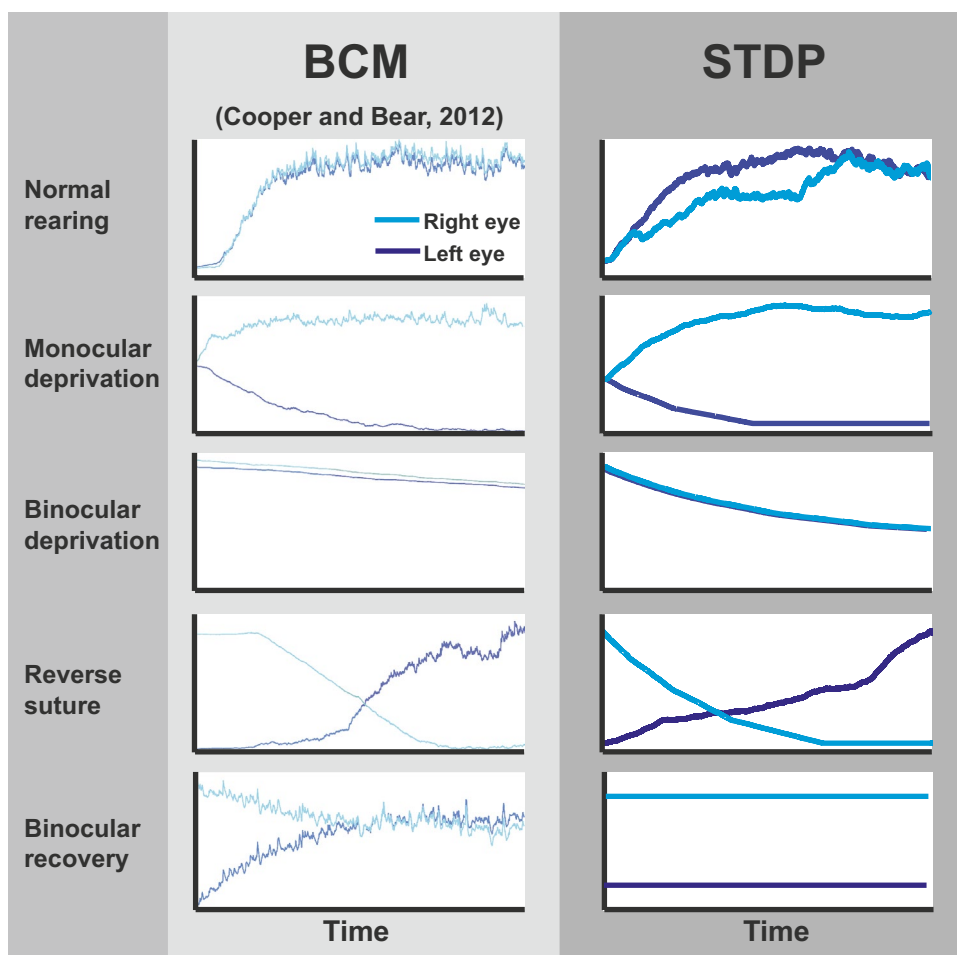 BCM
STDP
(Cooper and Bear, 2012)
Normal
rearing
Right eye
Left eye
Monocular
deprivation
Binocular
deprivation
Reverse
suture
Binocular
recovery
Time
Time